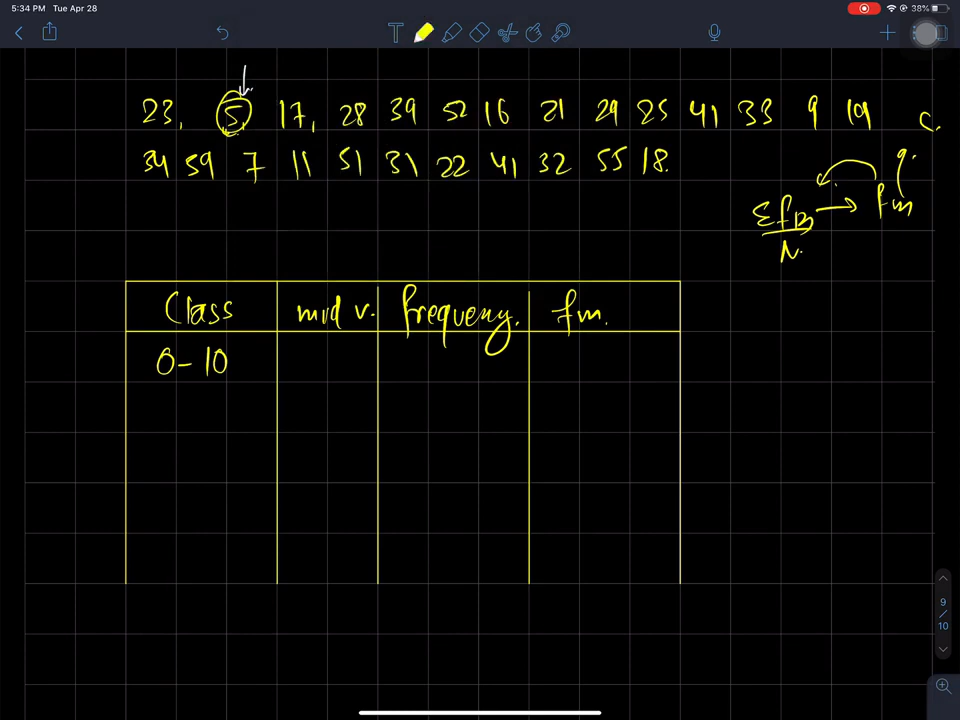 5:34 PM Tue Apr 28
38%
23, 5 17, 28 39 52 16 21 29 25 41 33 9 19 c.
34 59 7 11 51 31 22 41 32 55 18.
q.
Σfm → fm
N.
Class mid v. frequeny. fm.
0-10
9
/
10